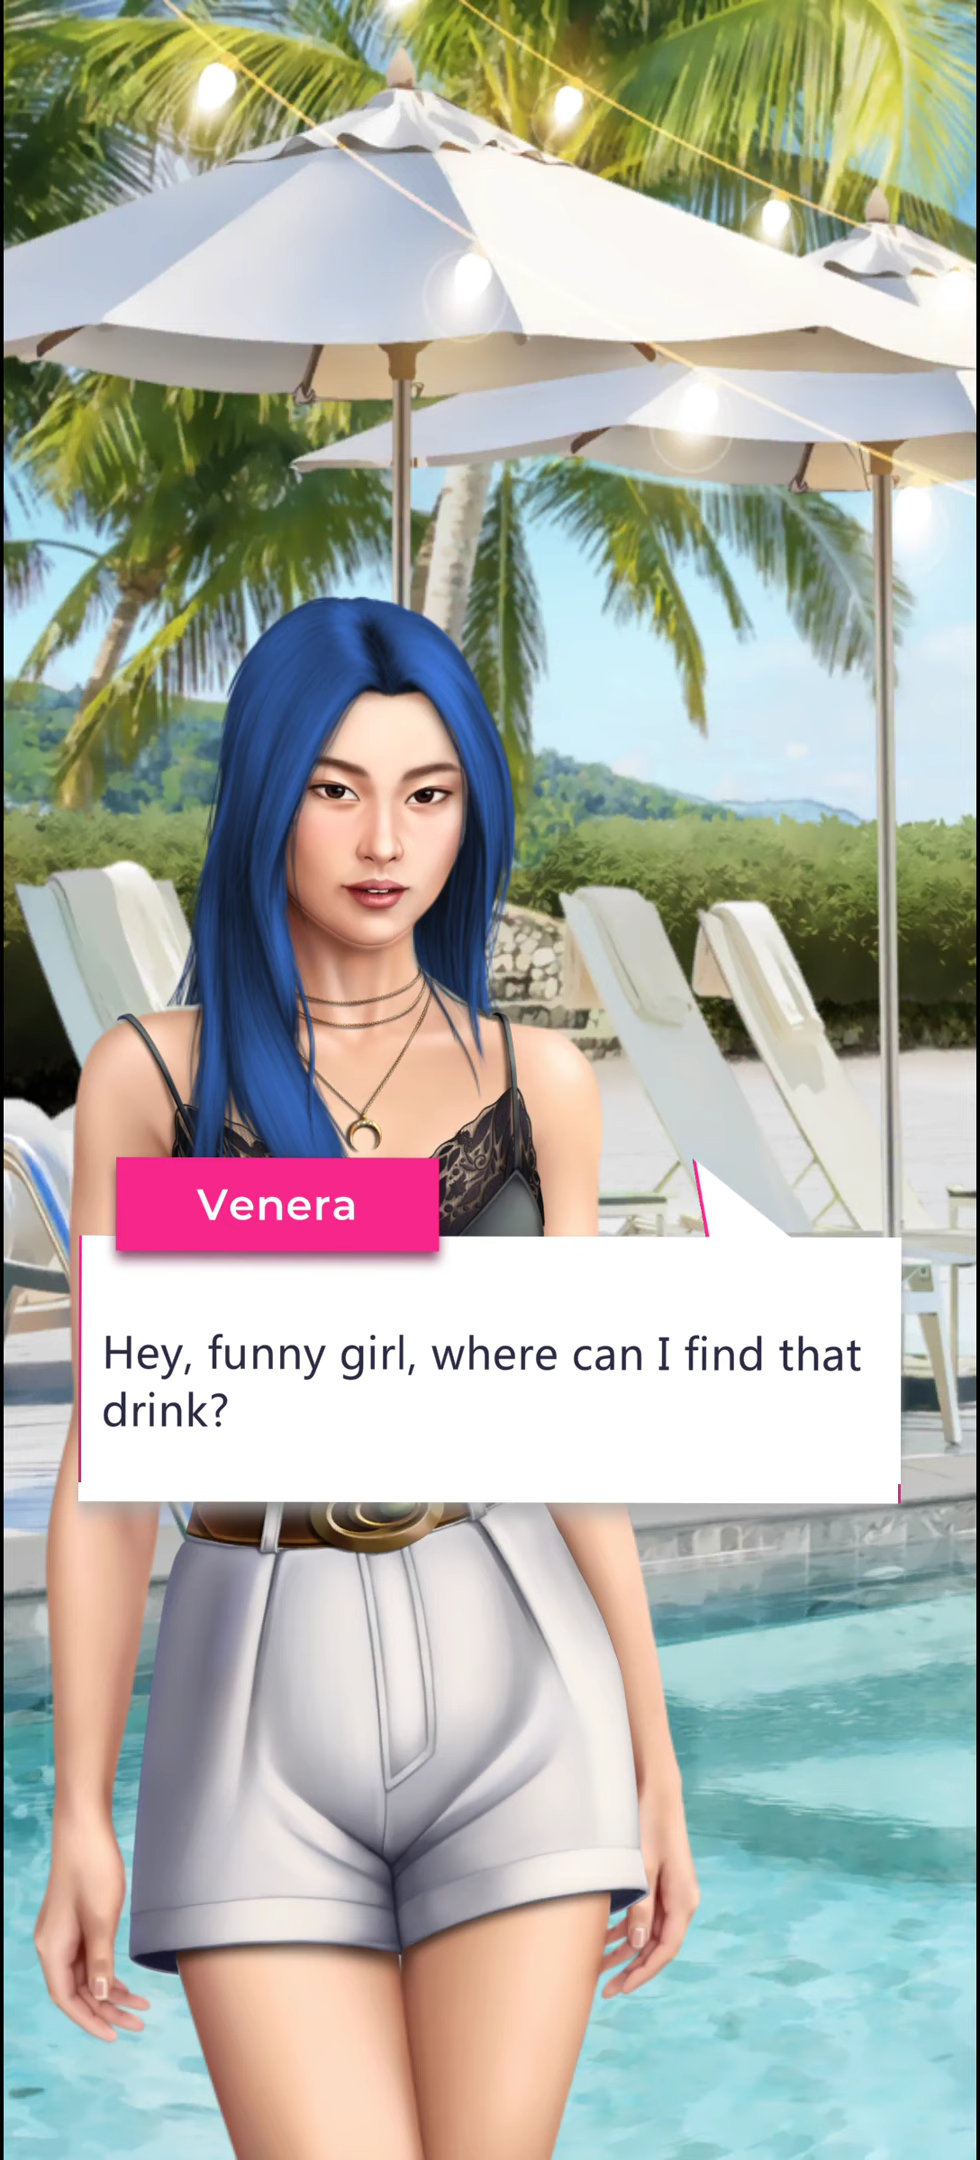 Venera
Hey, funny girl, where can I find that
drink?